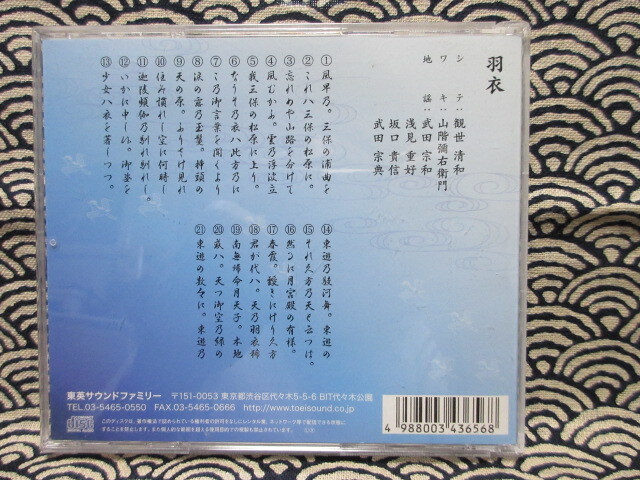 羽衣
シテ：観世 清和
ワキ：山階彌右衛門
地謡：武田 宗和
浅見 重好
坂口 貴信
武田 宗典
①風早乃。三保の浦曲を
②これハ三保の松原に。
③忘れめや山路を分けて
④風むかふ。雲乃浮波立
⑤我三保の松原に上り。
⑥なうその衣ハ此方乃に
⑦こ乃御言葉を聞くより
⑧涙の露乃玉鬘。挿頭の
⑨天の原。ふりさけ見れ
⑩住み慣れし空に何時し
⑪迦陵頻伽乃馴れ馴れし。
⑫いかに申し候。御姿を
⑬少女ハ衣を著しつつ。
⑭東遊乃駿河舞。東遊の
⑮それ久方乃天と云つは。
⑯然るに月宮殿の有様。
⑰春霞。靉きにけり久方
⑱君が代ハ。天乃羽衣稀
⑲南無帰命月天子。本地
⑳或ハ。天つ御空乃緑の
㉑東遊の数々に。東遊乃
東英サウンドファミリー 〒151-0053 東京都渋谷区代々木5-5-6 BIT代々木公園
TEL.03-5465-0550 FAX.03-5465-0666 http://www.toeisound.co.jp
4 988003 436568